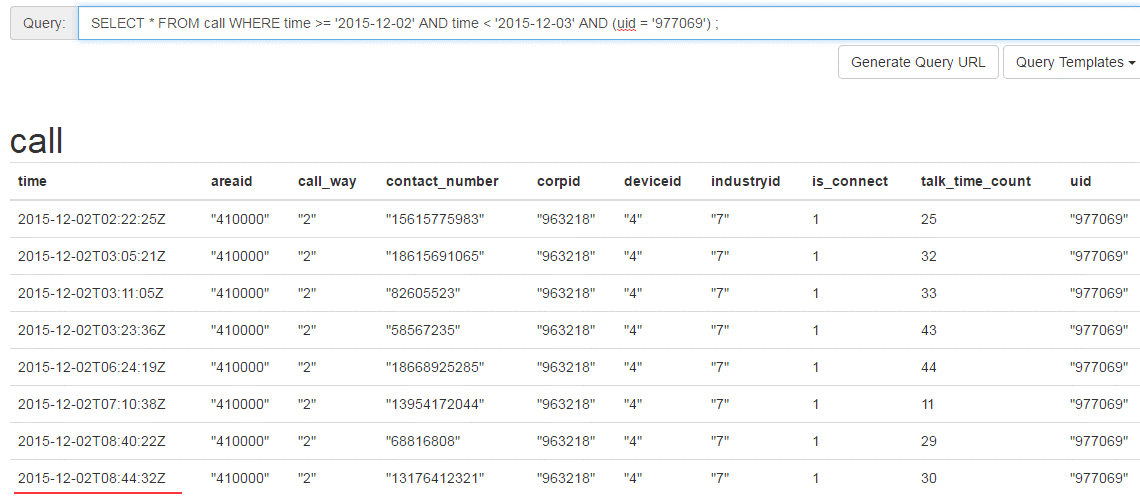 Query: SELECT * FROM call WHERE time >= '2015-12-02' AND time < '2015-12-03' AND (uid = '977069') ;
Generate Query URL Query Templates
call
time areaid call_way contact_number corpid deviceid industryid is_connect talk_time_count uid
2015-12-02T02:22:25Z "410000" "2" "15615775983" "963218" "4" "7" 1 25 "977069"
2015-12-02T03:05:21Z "410000" "2" "18615691065" "963218" "4" "7" 1 32 "977069"
2015-12-02T03:11:05Z "410000" "2" "82605523" "963218" "4" "7" 1 33 "977069"
2015-12-02T03:23:36Z "410000" "2" "58567235" "963218" "4" "7" 1 43 "977069"
2015-12-02T06:24:19Z "410000" "2" "18668925285" "963218" "4" "7" 1 44 "977069"
2015-12-02T07:10:38Z "410000" "2" "13954172044" "963218" "4" "7" 1 11 "977069"
2015-12-02T08:40:22Z "410000" "2" "68816808" "963218" "4" "7" 1 29 "977069"
2015-12-02T08:44:32Z "410000" "2" "13176412321" "963218" "4" "7" 1 30 "977069"